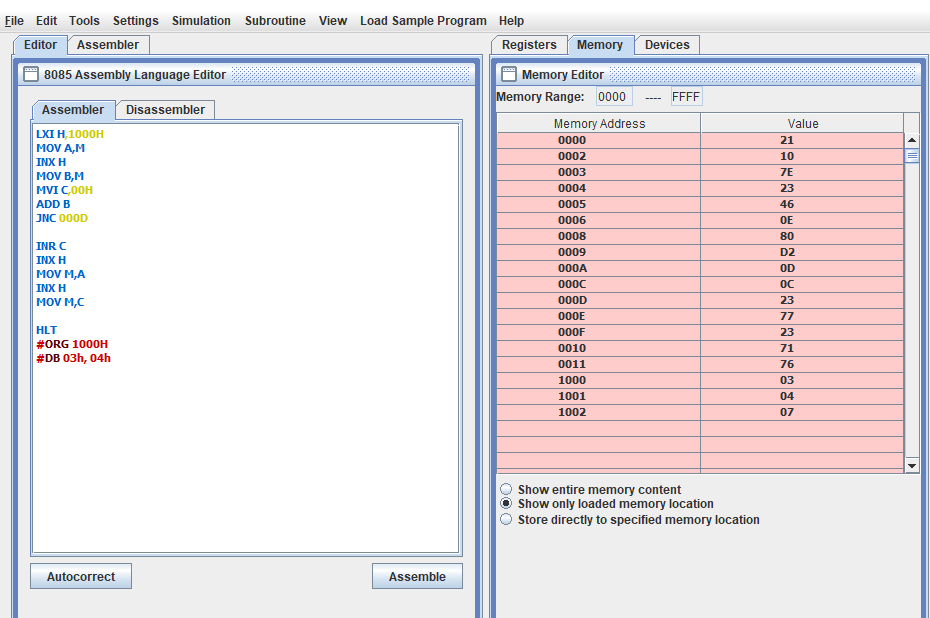 File Edit Tools Settings Simulation Subroutine View Load Sample Program Help
Editor Assembler
Registers Memory Devices
8085 Assembly Language Editor
Assembler Disassembler
LXI H,1000H
MOV A,M
INX H
MOV B,M
MVI C,00H
ADD B
JNC 000D
INR C
INX H
MOV M,A
INX H
MOV M,C
HLT
#ORG 1000H
#DB 03h, 04h
Autocorrect Assemble
Memory Editor
Memory Range: 0000 ---- FFFF
Memory Address Value
0000 21
0002 10
0003 7E
0004 23
0005 46
0006 0E
0008 80
0009 D2
000A 0D
000C 0C
000D 23
000E 77
000F 23
0010 71
0011 76
1000 03
1001 04
1002 07
Show entire memory content
Show only loaded memory location
Store directly to specified memory location